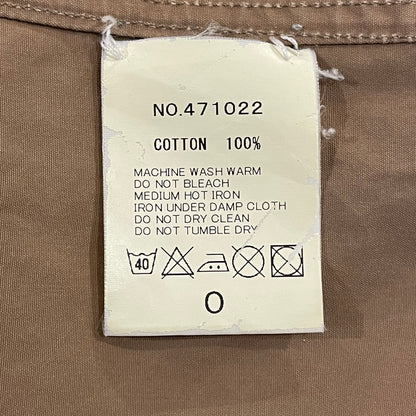 NO.471022
COTTON 100%
MACHINE WASH WARM
DO NOT BLEACH
MEDIUM HOT IRON
IRON UNDER DAMP CLOTH
DO NOT DRY CLEAN
DO NOT TUMBLE DRY
40
O